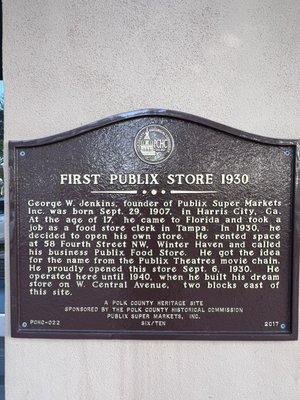 PCHC
FIRST PUBLIX STORE 1930
George W. Jenkins, founder of Publix Super Markets
Inc. was born Sept. 29, 1907, in Harris City, Ga.
At the age of 17, he came to Florida and took a
job as a food store clerk in Tampa. In 1930, he
decided to open his own store. He rented space
at 58 Fourth Street NW, Winter Haven and called
his business Publix Food Store. He got the idea
for the name from the Publix Theatres movie chain.
He proudly opened this store Sept. 6, 1930. He
operated here until 1940, when he built his dream
store on W. Central Avenue, two blocks east of
this site.
A POLK COUNTY HERITAGE SITE
SPONSORED BY THE POLK COUNTY HISTORICAL COMMISSION
PUBLIX SUPER MARKETS, INC.
PCHC-022 SIX/TEN 2017